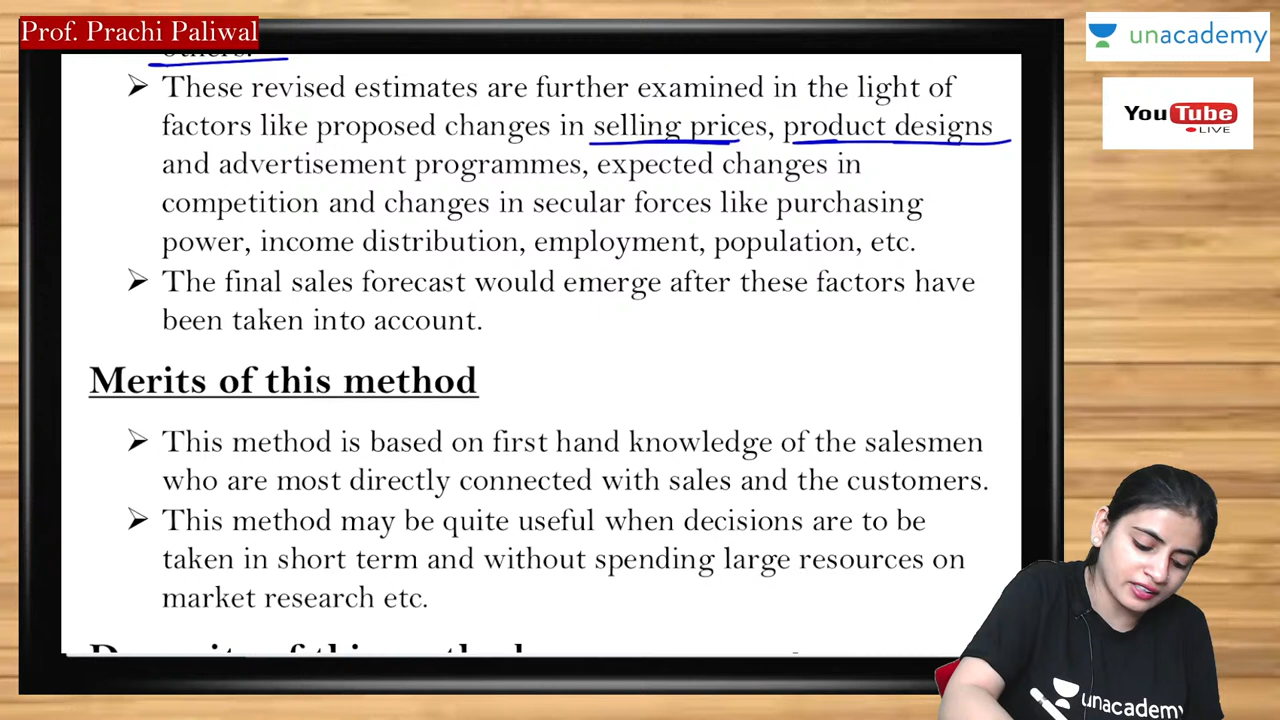 Prof. Prachi Paliwal
others.
unacademy
➢ These revised estimates are further examined in the light of
factors like proposed changes in selling prices, product designs
YouTube
LIVE
and advertisement programmes, expected changes in
competition and changes in secular forces like purchasing
power, income distribution, employment, population, etc.
➢ The final sales forecast would emerge after these factors have
been taken into account.
Merits of this method
➢ This method is based on first hand knowledge of the salesmen
who are most directly connected with sales and the customers.
➢ This method may be quite useful when decisions are to be
taken in short term and without spending large resources on
market research etc.
unacademy